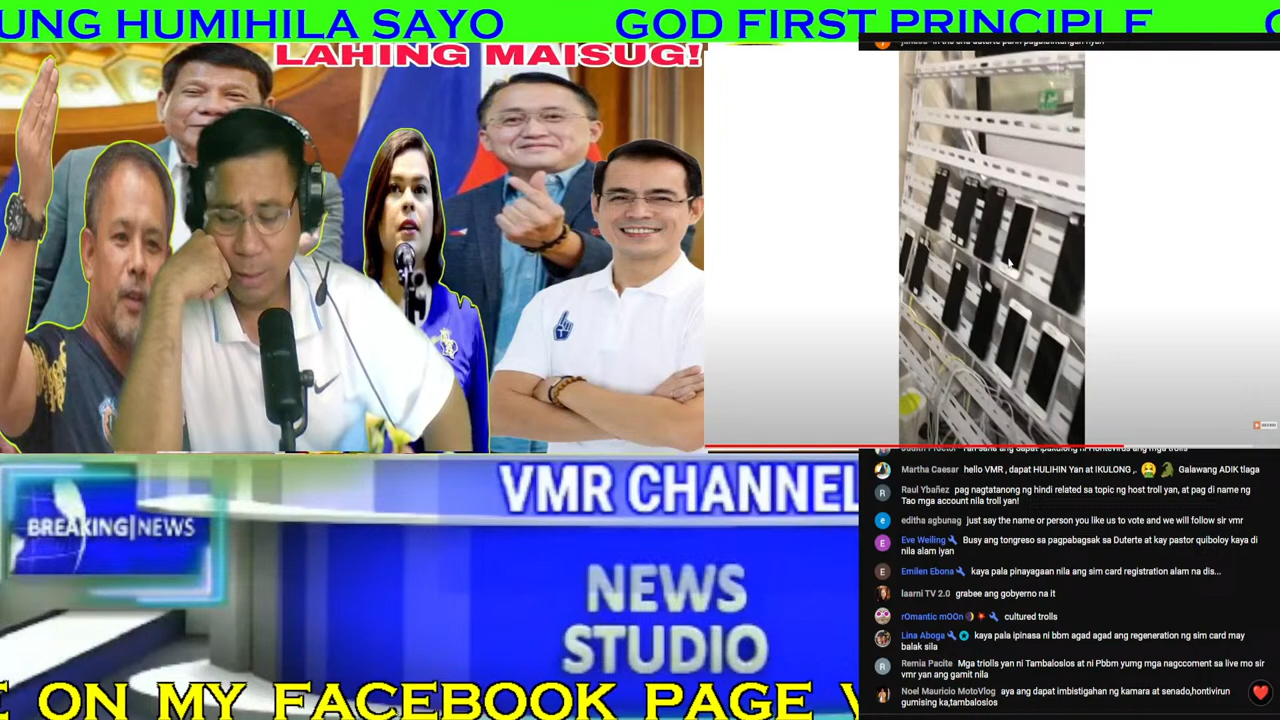 UNG HUMIHILA SAYO GOD FIRST PRINCIPLE
LAHING MAISUG!
BREAKING|NEWS
VMR CHANNEL
NEWS
STUDIO
E ON MY FACEBOOK PAGE
Martha Caesar hello VMR , dapat HULIHIN Yan at IKULONG ,. 🤮 🐊 Galawang ADIK tlaga
Raul Ybañez pag nagtatanong ng hindi related sa topic ng host troll yan, at pag di name ng
Tao mga account nila troll yan!
editha agbunag just say the name or person you like us to vote and we will follow sir vmr
Eve Weiling Busy ang tongreso sa pagpabagsak sa Duterte at kay pastor quiboloy kaya di
nila alam iyan
Emilen Ebona kaya pala pinayagaan nila ang sim card registration alam na dis...
laarni TV 2.0 grabee ang gobyerno na it
rOmantic mOOn cultured trolls
Lina Aboga kaya pala ipinasa ni bbm agad agad ang regeneration ng sim card may
balak sila
Remia Pacite Mga triolls yan ni Tambaloslos at ni Pbbm yumg mga nagccoment sa live mo sir
vmr yan ang gamit nila
Noel Mauricio MotoVlog aya ang dapat imbistigahan ng kamara at senado,hontivirun
gumising ka,tambaloslos